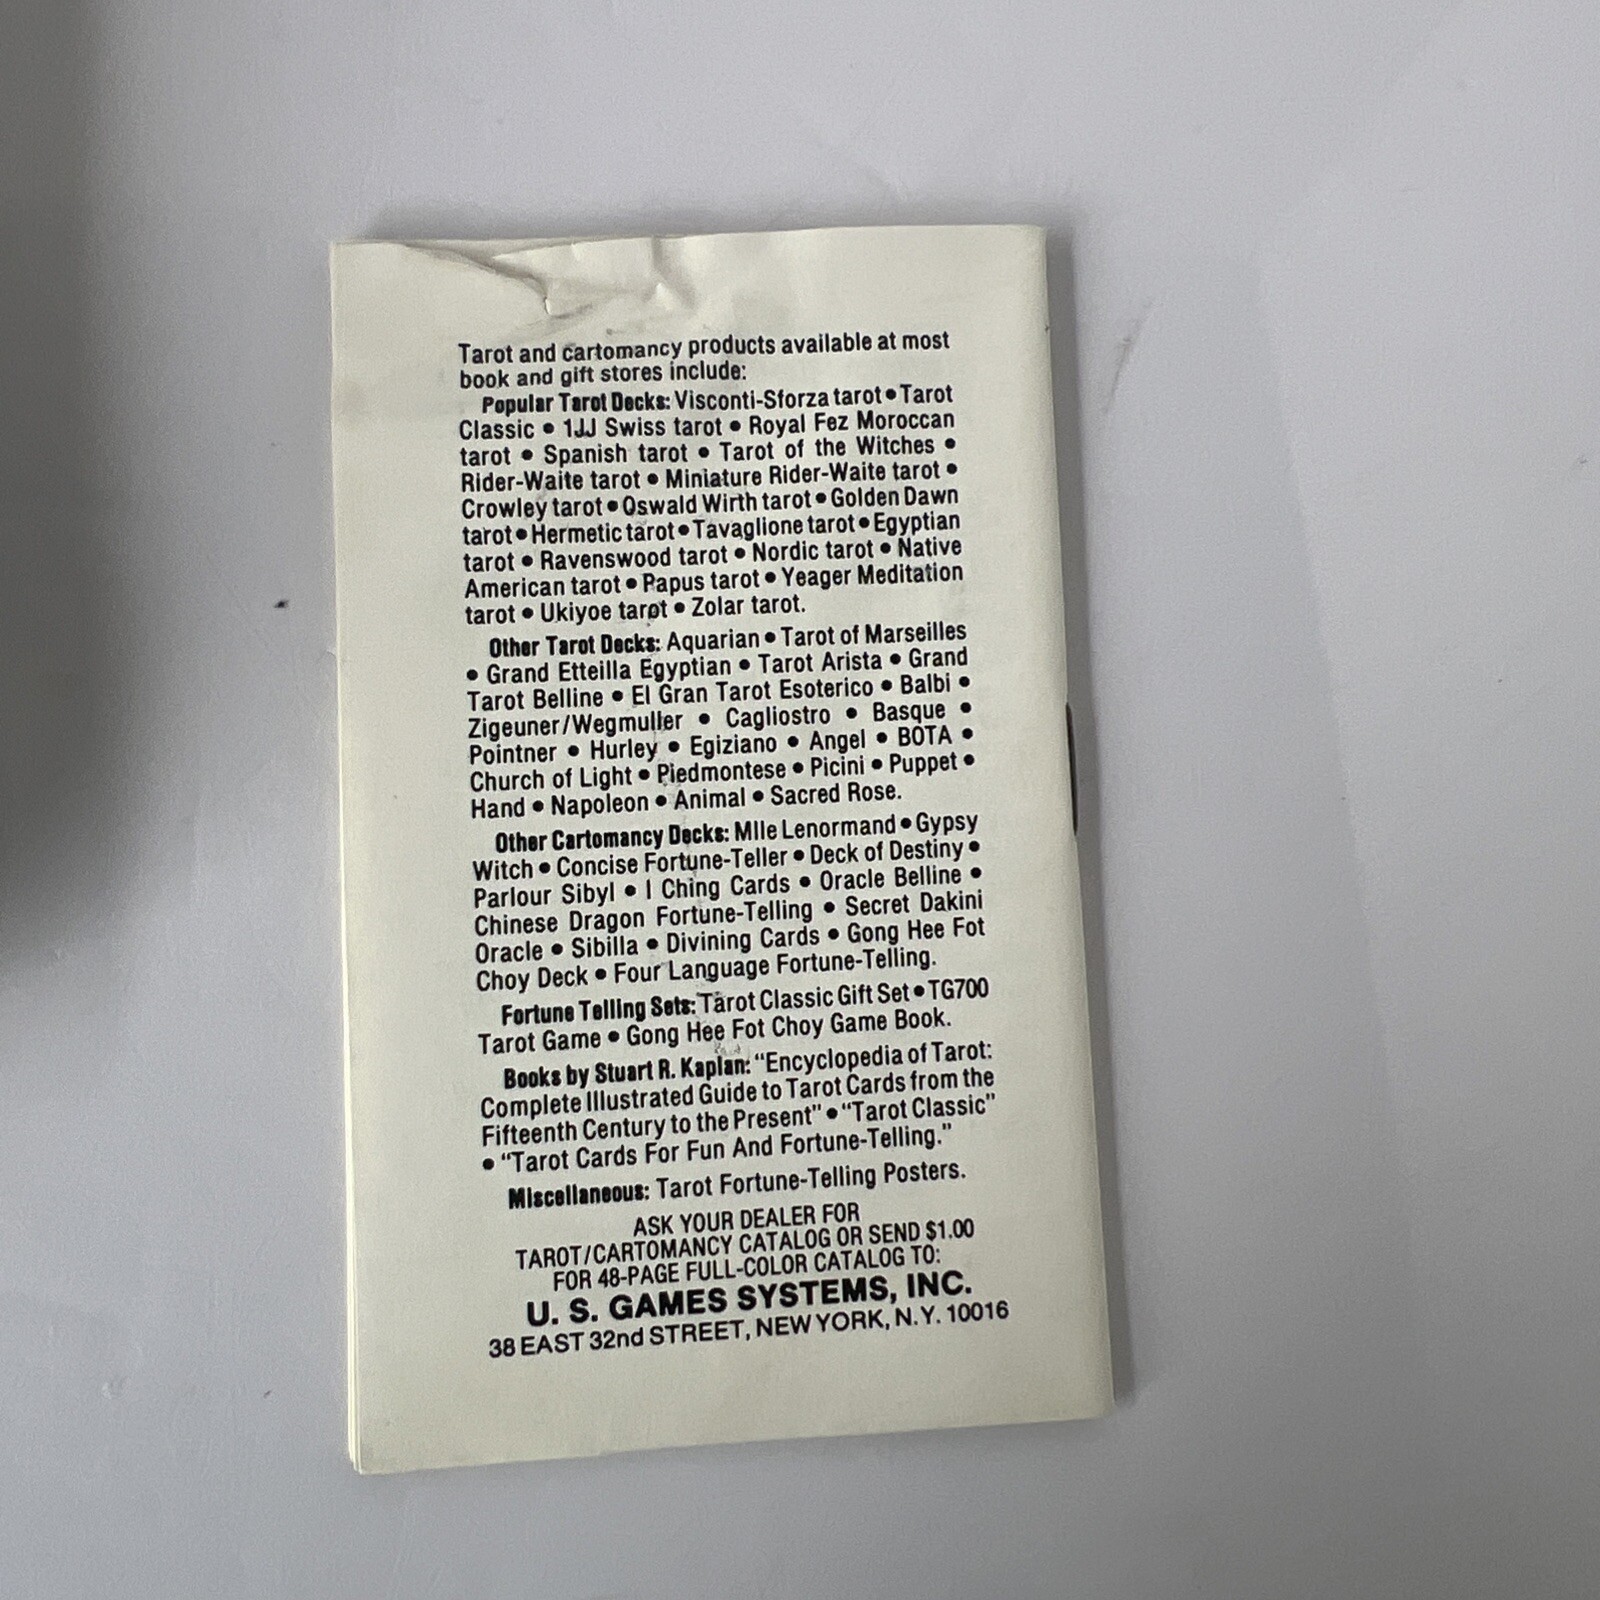 Tarot and cartomancy products available at most
book and gift stores include:
Popular Tarot Decks: Visconti-Sforza tarot • Tarot
Classic • 1JJ Swiss tarot • Royal Fez Moroccan
tarot • Spanish tarot • Tarot of the Witches •
Rider-Waite tarot • Miniature Rider-Waite tarot •
Crowley tarot • Oswald Wirth tarot • Golden Dawn
tarot • Hermetic tarot • Tavaglione tarot • Egyptian
tarot • Ravenswood tarot • Nordic tarot • Native
American tarot • Papus tarot • Yeager Meditation
tarot • Ukiyoe tarot • Zolar tarot.
Other Tarot Decks: Aquarian • Tarot of Marseilles
• Grand Etteilla Egyptian • Tarot Arista • Grand
Tarot Belline • El Gran Tarot Esoterico • Balbi •
Zigeuner/Wegmuller • Cagliostro • Basque •
Pointner • Hurley • Egiziano • Angel • BOTA •
Church of Light • Piedmontese • Picini • Puppet •
Hand • Napoleon • Animal • Sacred Rose.
Other Cartomancy Decks: Mlle Lenormand • Gypsy
Witch • Concise Fortune-Teller • Deck of Destiny •
Parlour Sibyl • I Ching Cards • Oracle Belline •
Chinese Dragon Fortune-Telling • Secret Dakini
Oracle • Sibilla • Divining Cards • Gong Hee Fot
Choy Deck • Four Language Fortune-Telling.
Fortune Telling Sets: Tarot Classic Gift Set • TG700
Tarot Game • Gong Hee Fot Choy Game Book.
Books by Stuart R. Kaplan: "Encyclopedia of Tarot:
Complete Illustrated Guide to Tarot Cards from the
Fifteenth Century to the Present" • "Tarot Classic"
• "Tarot Cards For Fun And Fortune-Telling."
Miscellaneous: Tarot Fortune-Telling Posters.
ASK YOUR DEALER FOR
TAROT/CARTOMANCY CATALOG OR SEND $1.00
FOR 48-PAGE FULL-COLOR CATALOG TO:
U. S. GAMES SYSTEMS, INC.
38 EAST 32nd STREET, NEW YORK, N.Y. 10016